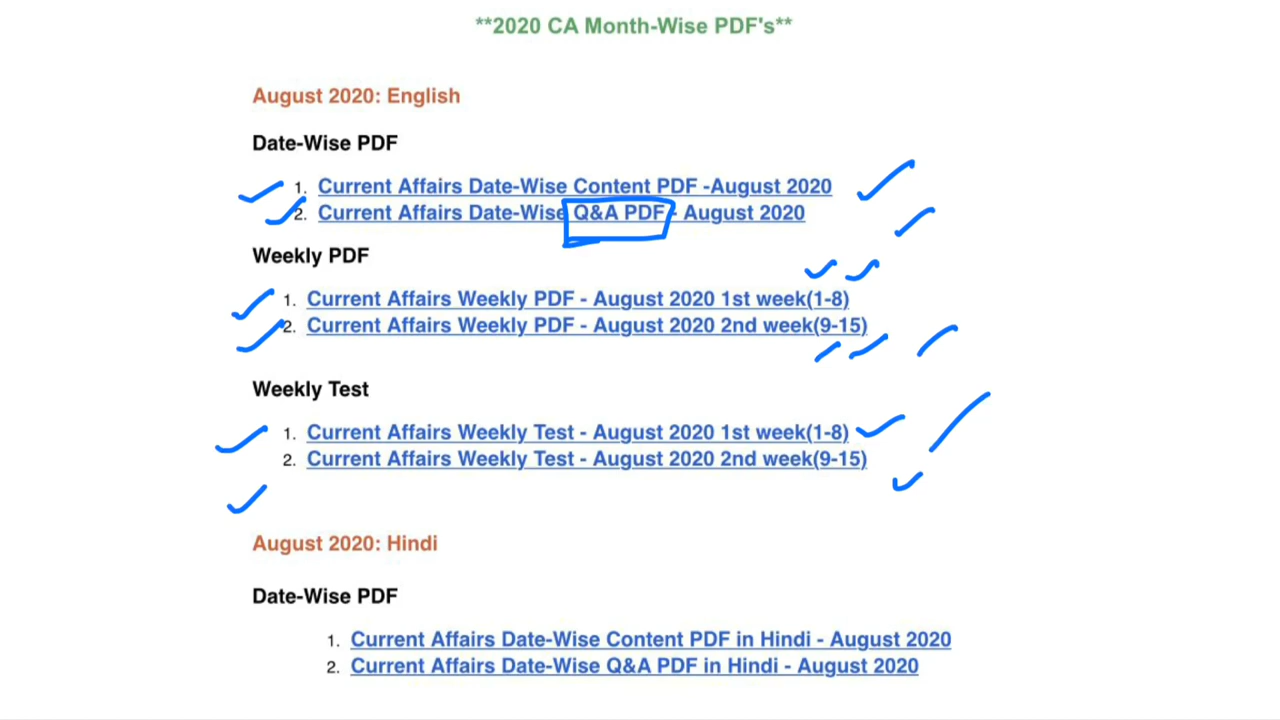 **2020 CA Month-Wise PDF's**
August 2020: English
Date-Wise PDF
1. Current Affairs Date-Wise Content PDF -August 2020
2. Current Affairs Date-Wise Q&A PDF - August 2020
Weekly PDF
1. Current Affairs Weekly PDF - August 2020 1st week(1-8)
2. Current Affairs Weekly PDF - August 2020 2nd week(9-15)
Weekly Test
1. Current Affairs Weekly Test - August 2020 1st week(1-8)
2. Current Affairs Weekly Test - August 2020 2nd week(9-15)
August 2020: Hindi
Date-Wise PDF
1. Current Affairs Date-Wise Content PDF in Hindi - August 2020
2. Current Affairs Date-Wise Q&A PDF in Hindi - August 2020